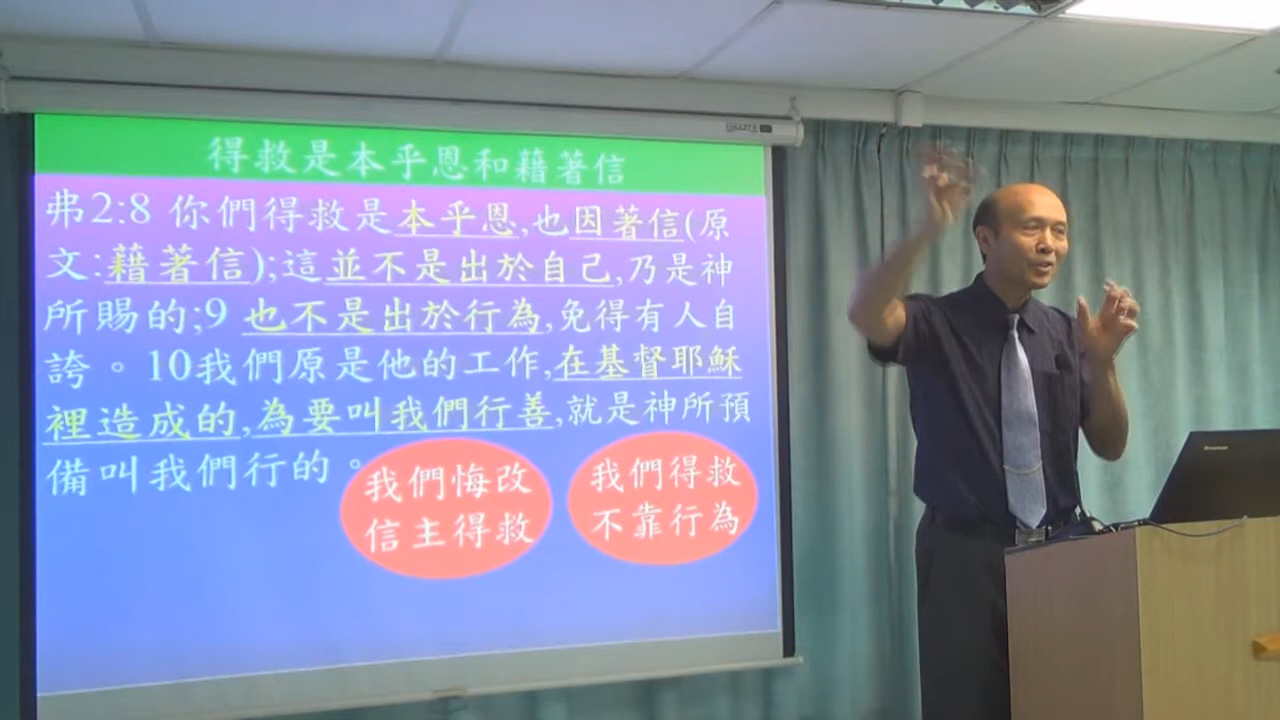 得救是本乎恩和藉著信
弗2:8 你們得救是本乎恩,也因著信(原
文:藉著信);這並不是出於自己,乃是神
所賜的;9 也不是出於行為,免得有人自
誇。10我們原是他的工作,在基督耶穌
裡造成的,為要叫我們行善,就是神所預
備叫我們行的。
我們悔改
信主得救
我們得救
不靠行為
lenovo